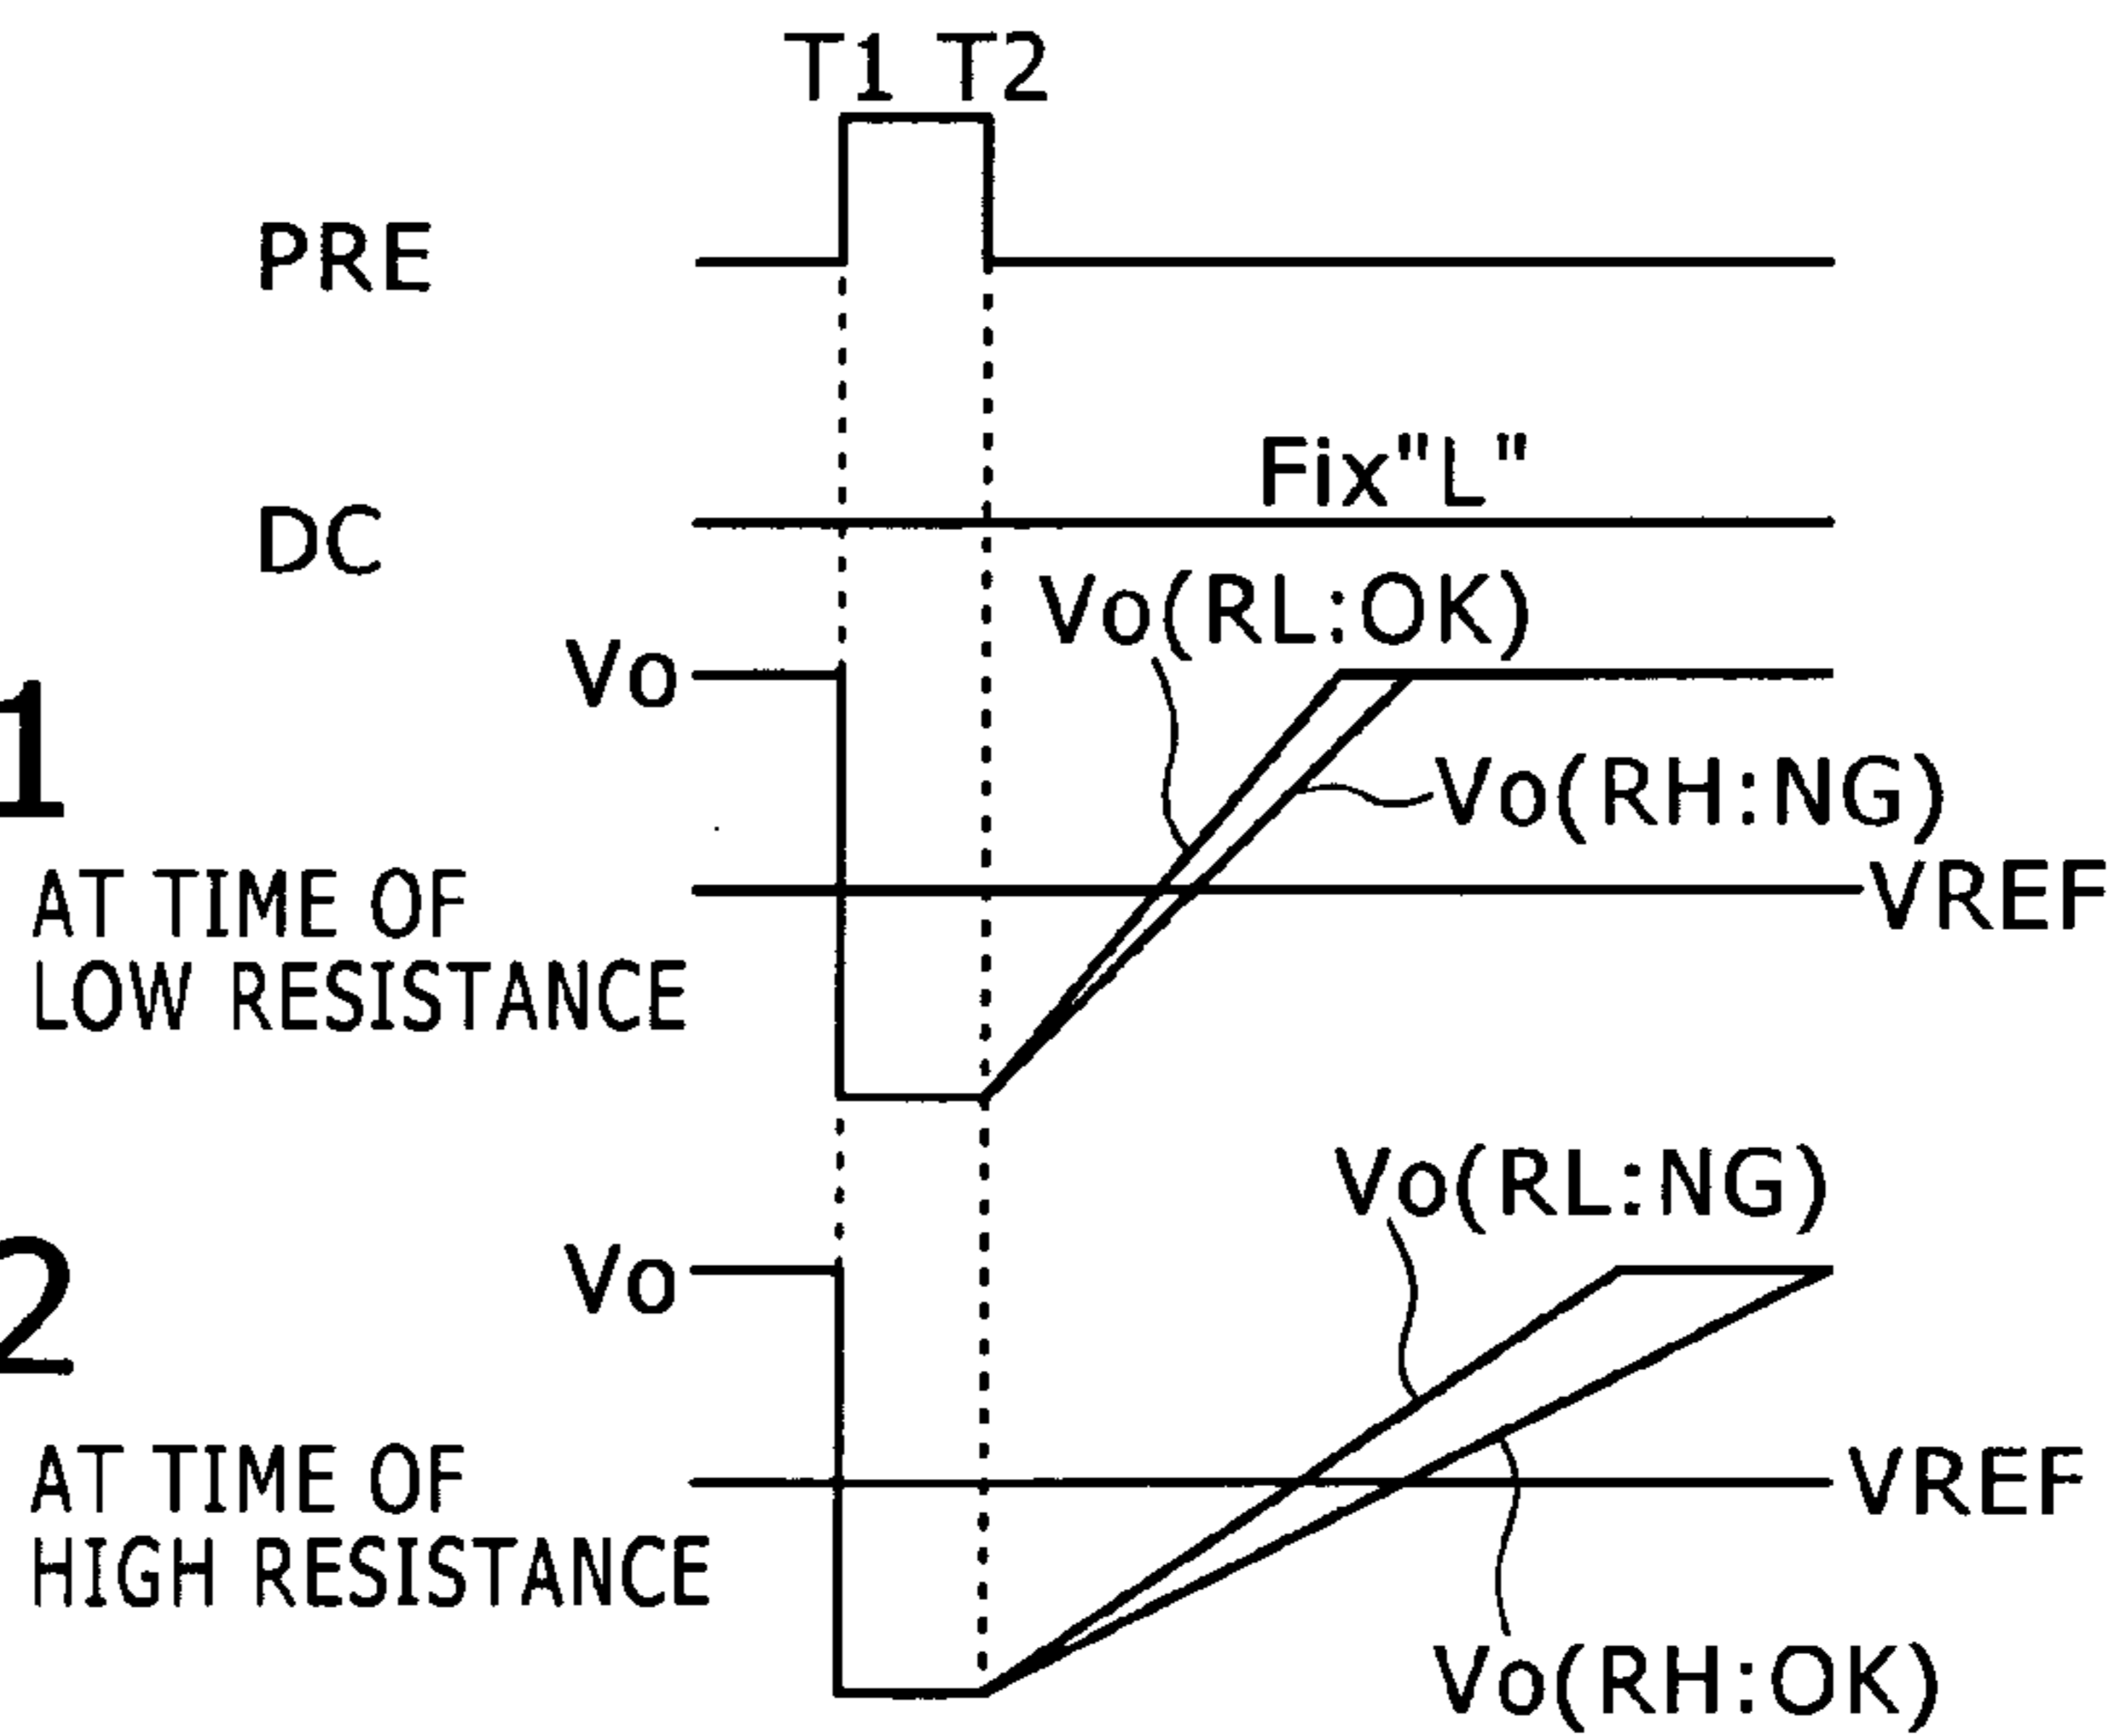 T1 T2
PRE
Fix"L"
DC
Vo(RL:OK)
Vo
1
Vo(RH:NG)
VREF
AT TIME OF
LOW RESISTANCE
Vo(RL:NG)
Vo
2
AT TIME OF
HIGH RESISTANCE
VREF
Vo(RH:OK)